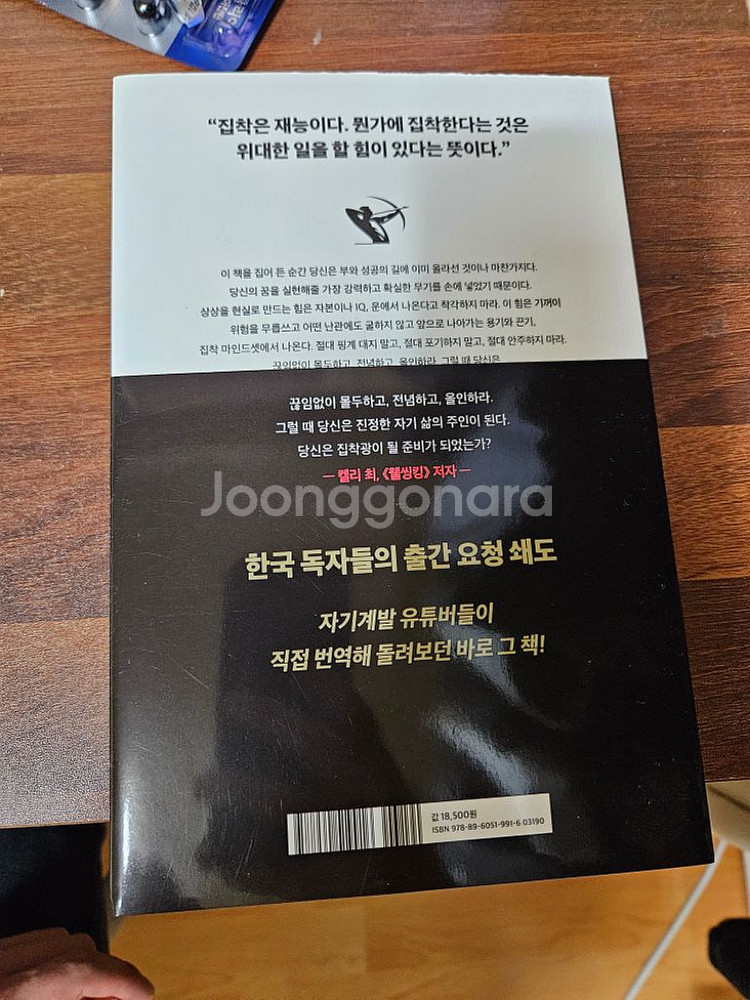 “집착은 재능이다. 뭔가에 집착한다는 것은
위대한 일을 할 힘이 있다는 뜻이다.”
이 책을 집어 든 순간 당신은 부와 성공의 길에 이미 올라선 것이나 마찬가지다.
당신의 꿈을 실현해줄 가장 강력하고 확실한 무기를 손에 넣었기 때문이다.
상상을 현실로 만드는 힘은 자본이나 IQ, 운에서 나온다고 착각하지 마라. 이 힘은 기꺼이
위험을 무릅쓰고 어떤 난관에도 굴하지 않고 앞으로 나아가는 용기와 끈기,
집착 마인드셋에서 나온다. 절대 핑계 대지 말고, 절대 포기하지 말고, 절대 안주하지 마라.
끊임없이 몰두하고, 전념하고, 올인하라. 그럴 때 당신은
끊임없이 몰두하고, 전념하고, 올인하라.
그럴 때 당신은 진정한 자기 삶의 주인이 된다.
당신은 집착광이 될 준비가 되었는가?
— 켈리 최, 《웰씽킹》 저자 —
Joonggonara
한국 독자들의 출간 요청 쇄도
자기계발 유튜버들이
직접 번역해 돌려보던 바로 그 책!
값 18,500원
ISBN 978-89-6051-991-6 03190